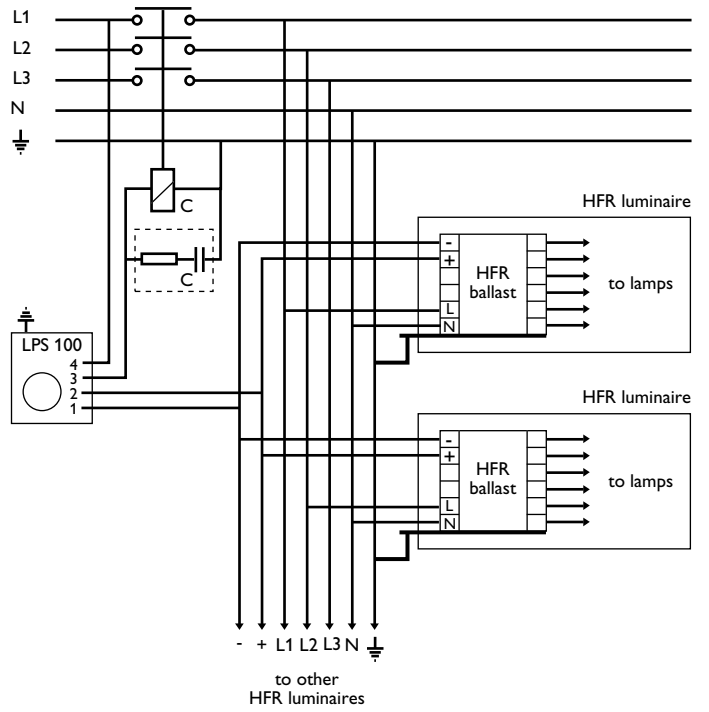 L1
L2
L3
N
C
HFR luminaire
-
+
HFR
ballast
to lamps
C
L
N
LPS 100
4
3
2
1
HFR luminaire
-
+
HFR
ballast
to lamps
L
N
- + L1 L2 L3 N
to other
HFR luminaires